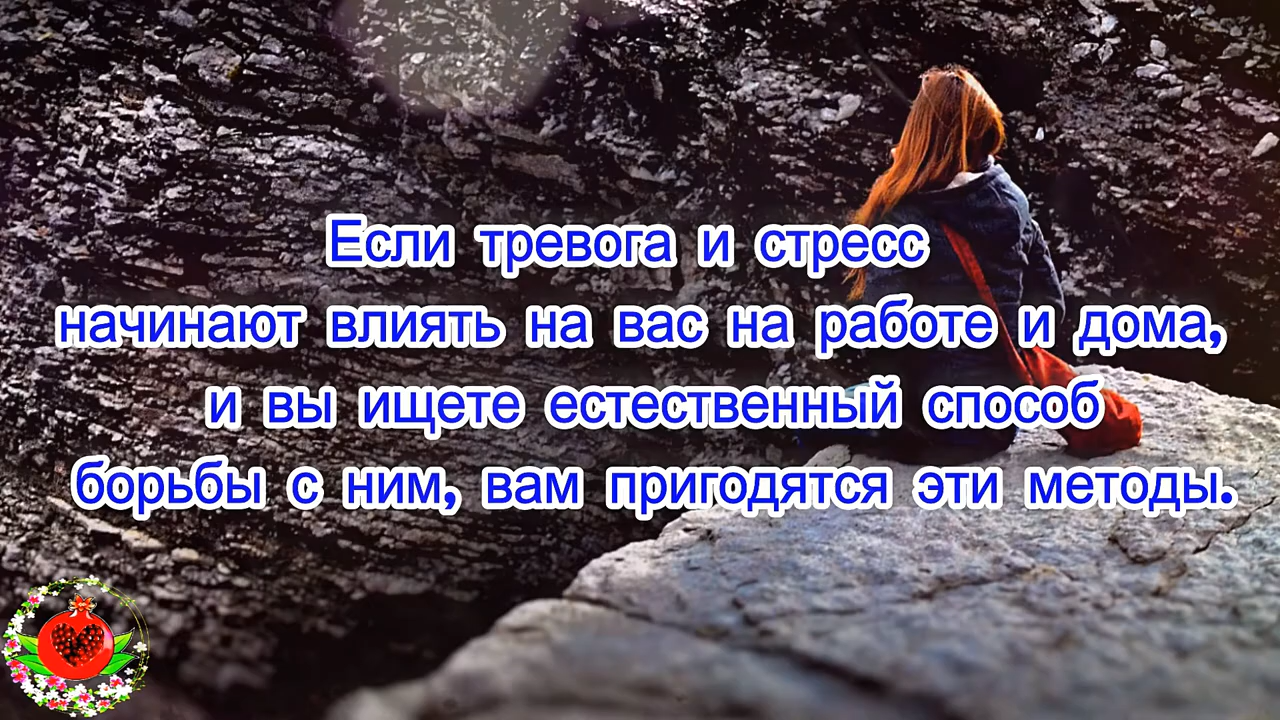 Если тревога и стресс
начинают влиять на вас на работе и дома,
и вы ищете естественный способ
борьбы с ним, вам пригодятся эти методы.